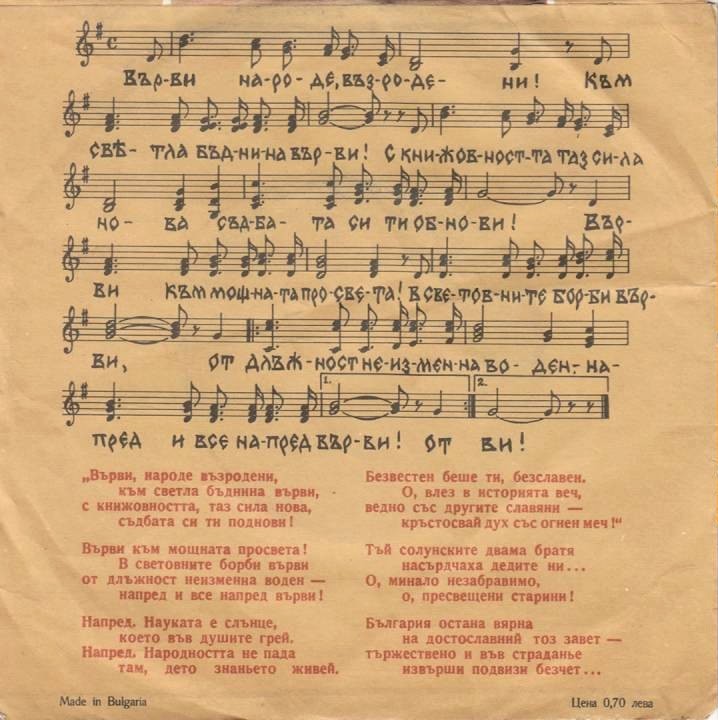 ВЪР-ВИ НА-РО-ДЕ, ВЪЗ-РО-ДЕ- НИ! КЪМ
СВѢ- ТЛА БЪД-НИ-НА ВЪР-ВИ! С КНИ-ЖОВ-НОСТ-ТА ТАЗ СИ-ЛА
НО- ВА СЪД-БА- ТА СИ ТИ ОБ-НО-ВИ! ВЪР-
ВИ КЪМ МОЩ-НА-ТА ПРО-СВЕ-ТА! В СВЕ-ТОВ-НИ-ТЕ БОР-БИ ВЪР-
ВИ, ОТ ДЛЪЖ-НОСТ НЕ-ИЗ-МЕН-НА ВО- ДЕН:- НА-
1. 2.
ПРЕД И ВСЕ НА-ПРЕД ВЪР-ВИ! ОТ ВИ!
„Върви, народе възродени,
към светла бъднина върви,
с книжовността, таз сила нова,
съдбата си ти поднови!
Върви към мощната просвета!
В световните борби върви
от длъжност неизменна воден —
напред и все напред върви!
Напред. Науката е слънце,
което във душите грей.
Напред. Народността не пада
там, дето знаньето живей.
Безвестен беше ти, безславен.
О, влез в историята веч,
ведно със другите славяни —
кръстосвай дух със огнен меч!“
Тъй солунските двама братя
насърдчаха дедите ни...
О, минало незабравимо,
о, пресвещени старини!
България остана вярна
на достославний тоз завет —
тържествено и във страданье
извърши подвизи безчет...
Made in Bulgaria
Цена 0,70 лева